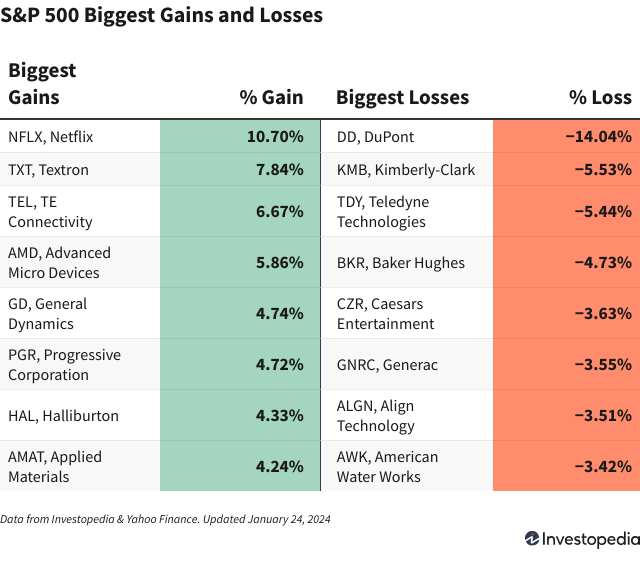 S&P 500 Biggest Gains and Losses
Biggest
Gains
% Gain
Biggest Losses
% Loss
NFLX, Netflix
10.70%
DD, DuPont
−14.04%
TXT, Textron
7.84%
KMB, Kimberly-Clark
−5.53%
TEL, TE
Connectivity
6.67%
TDY, Teledyne
Technologies
−5.44%
AMD, Advanced
Micro Devices
5.86%
BKR, Baker Hughes
−4.73%
GD, General
Dynamics
4.74%
CZR, Caesars
Entertainment
−3.63%
PGR, Progressive
Corporation
4.72%
GNRC, Generac
−3.55%
HAL, Halliburton
4.33%
ALGN, Align
Technology
−3.51%
AMAT, Applied
Materials
4.24%
AWK, American
Water Works
−3.42%
Data from Investopedia & Yahoo Finance. Updated January 24, 2024
Investopedia